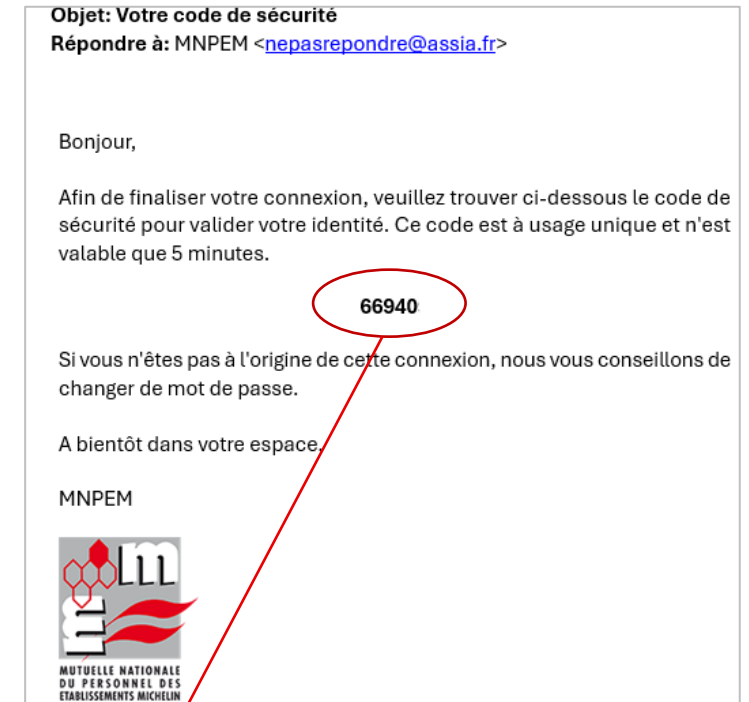 Objet: Votre code de sécurité
Répondre à: MNPEM <nepasrepondre@assia.fr>
Bonjour,
Afin de finaliser votre connexion, veuillez trouver ci-dessous le code de
sécurité pour valider votre identité. Ce code est à usage unique et n'est
valable que 5 minutes.
66940
Si vous n'êtes pas à l'origine de cette connexion, nous vous conseillons de
changer de mot de passe.
A bientôt dans votre espace,
MNPEM
MUTUELLE NATIONALE
DU PERSONNEL DES
ETABLISSEMENTS MICHELIN